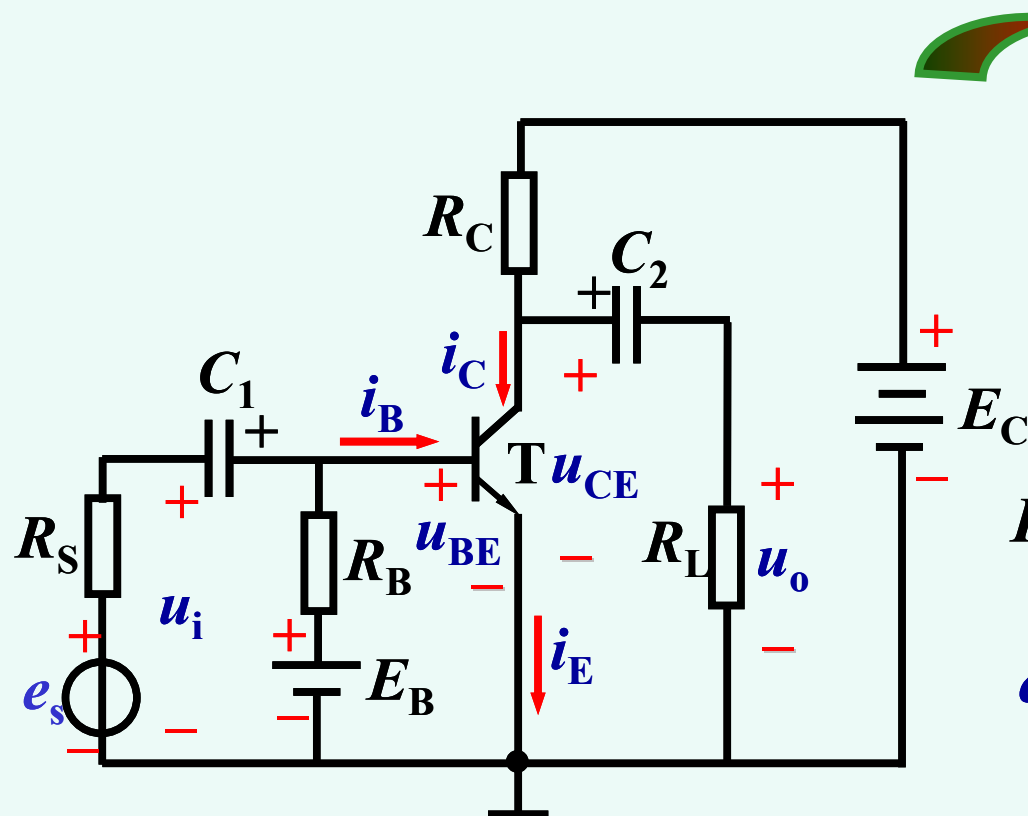 R_C
C_2
+
+
i_C
+
C_1
i_B
E_C
+
T
u_CE
+
+
+
−
R_S
u_BE
R_L
u_o
R_B
−
−
u_i
+
+
i_E
−
E_B
e_s
−
−
−